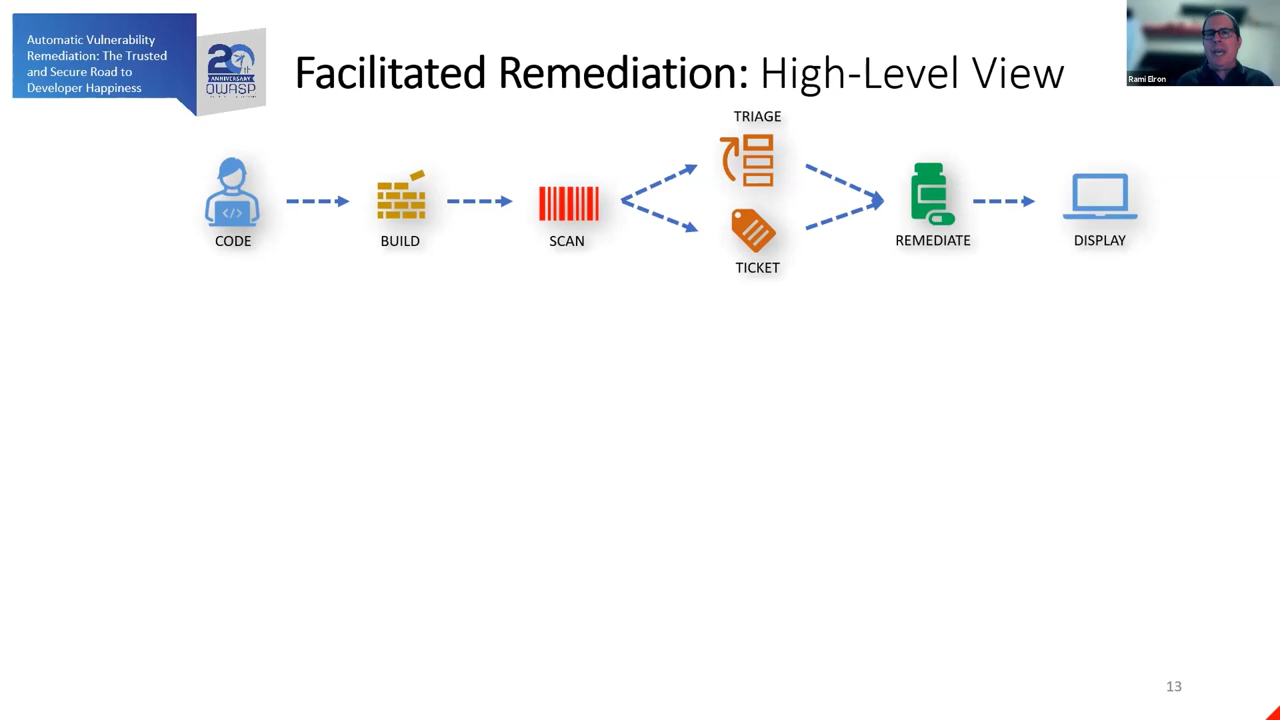 Automatic Vulnerability
Remediation: The Trusted
and Secure Road to
Developer Happiness
20th
ANNIVERSARY
OWASP
Facilitated Remediation: High-Level View
Rami Elron
TRIAGE
</>
CODE
BUILD
SCAN
REMEDIATE
DISPLAY
TICKET
13